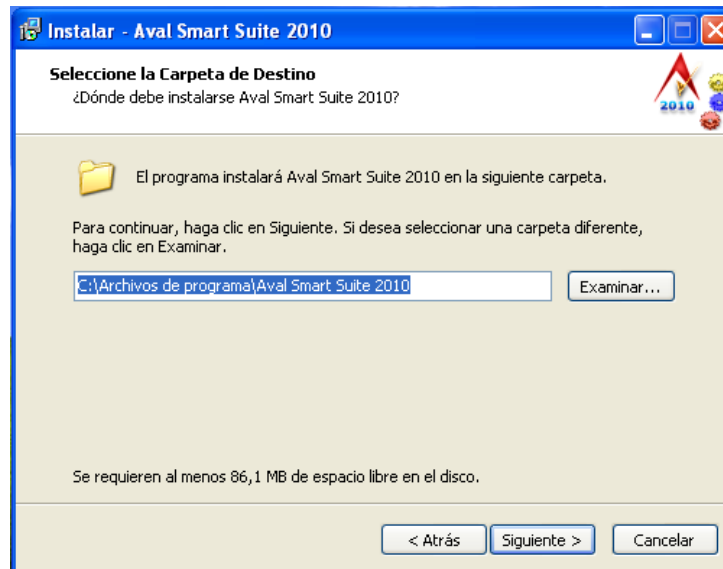 Instalar - Aval Smart Suite 2010
Seleccione la Carpeta de Destino
¿Dónde debe instalarse Aval Smart Suite 2010?
2010
El programa instalará Aval Smart Suite 2010 en la siguiente carpeta.
Para continuar, haga clic en Siguiente. Si desea seleccionar una carpeta diferente,
haga clic en Examinar.
C:\Archivos de programa\Aval Smart Suite 2010
Examinar...
Se requieren al menos 86,1 MB de espacio libre en el disco.
< Atrás
Siguiente >
Cancelar